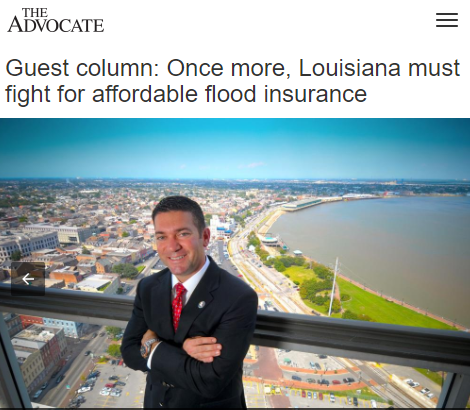 THE
ADVOCATE
Guest column: Once more, Louisiana must
fight for affordable flood insurance